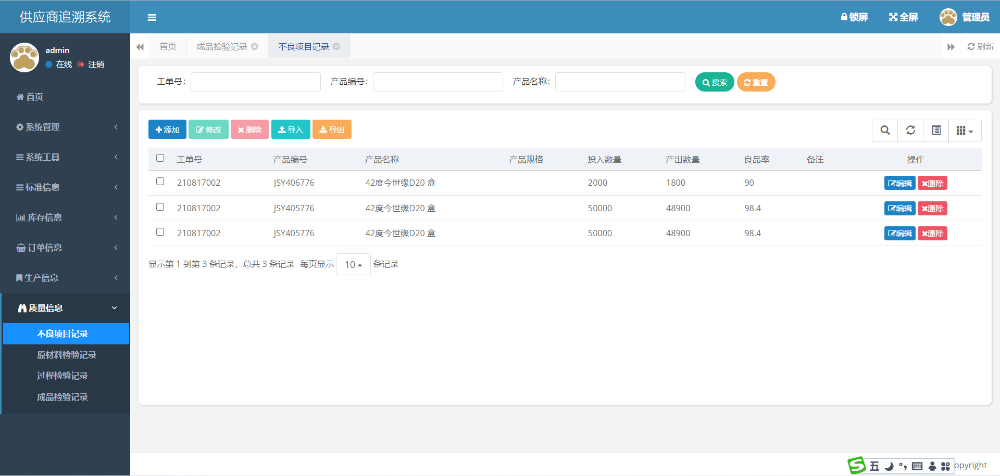 供应商追溯系统
锁屏 全屏 管理员
admin
在线 注销
首页 成品检验记录 不良项目记录 刷新
首页
系统管理
系统工具
标准信息
库存信息
订单信息
生产信息
质量信息
不良项目记录
原材料检验记录
过程检验记录
成品检验记录
工单号： 产品编号： 产品名称： 搜索 重置
添加 修改 删除 导入 导出
工单号 产品编号 产品名称 产品规格 投入数量 产出数量 良品率 备注 操作
210817002 JSY406776 42度今世缘D20 盒 2000 1800 90 编辑 删除
210817002 JSY405776 42度今世缘D20 盒 50000 48900 98.4 编辑 删除
210817002 JSY405776 42度今世缘D20 盒 50000 48900 98.4 编辑 删除
显示第 1 到第 3 条记录，总共 3 条记录 每页显示 10 条记录
五 opyright